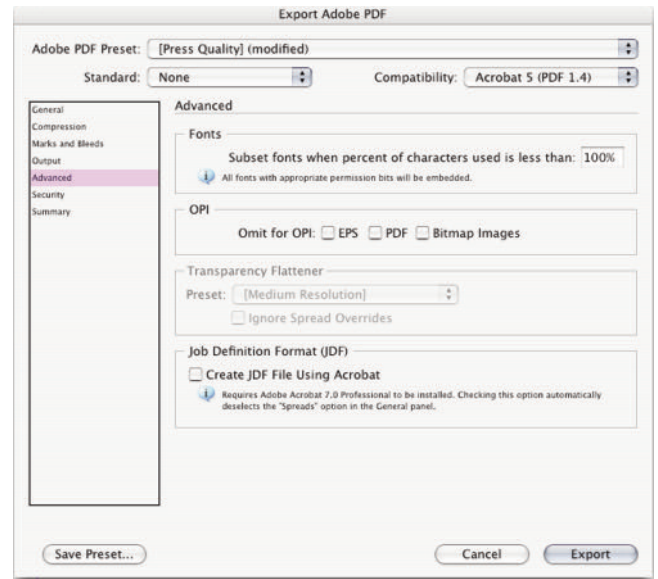 Export Adobe PDF
Adobe PDF Preset: [Press Quality] (modified)
Standard: None Compatibility: Acrobat 5 (PDF 1.4)
General
Compression
Marks and Bleeds
Output
Advanced
Security
Summary
Advanced
Fonts
Subset fonts when percent of characters used is less than: 100%
All fonts with appropriate permission bits will be embedded.
OPI
Omit for OPI: EPS PDF Bitmap Images
Transparency Flattener
Preset: [Medium Resolution]
Ignore Spread Overrides
Job Definition Format (JDF)
Create JDF File Using Acrobat
Requires Adobe Acrobat 7.0 Professional to be installed. Checking this option automatically
deselects the "Spreads" option in the General panel.
Save Preset... Cancel Export